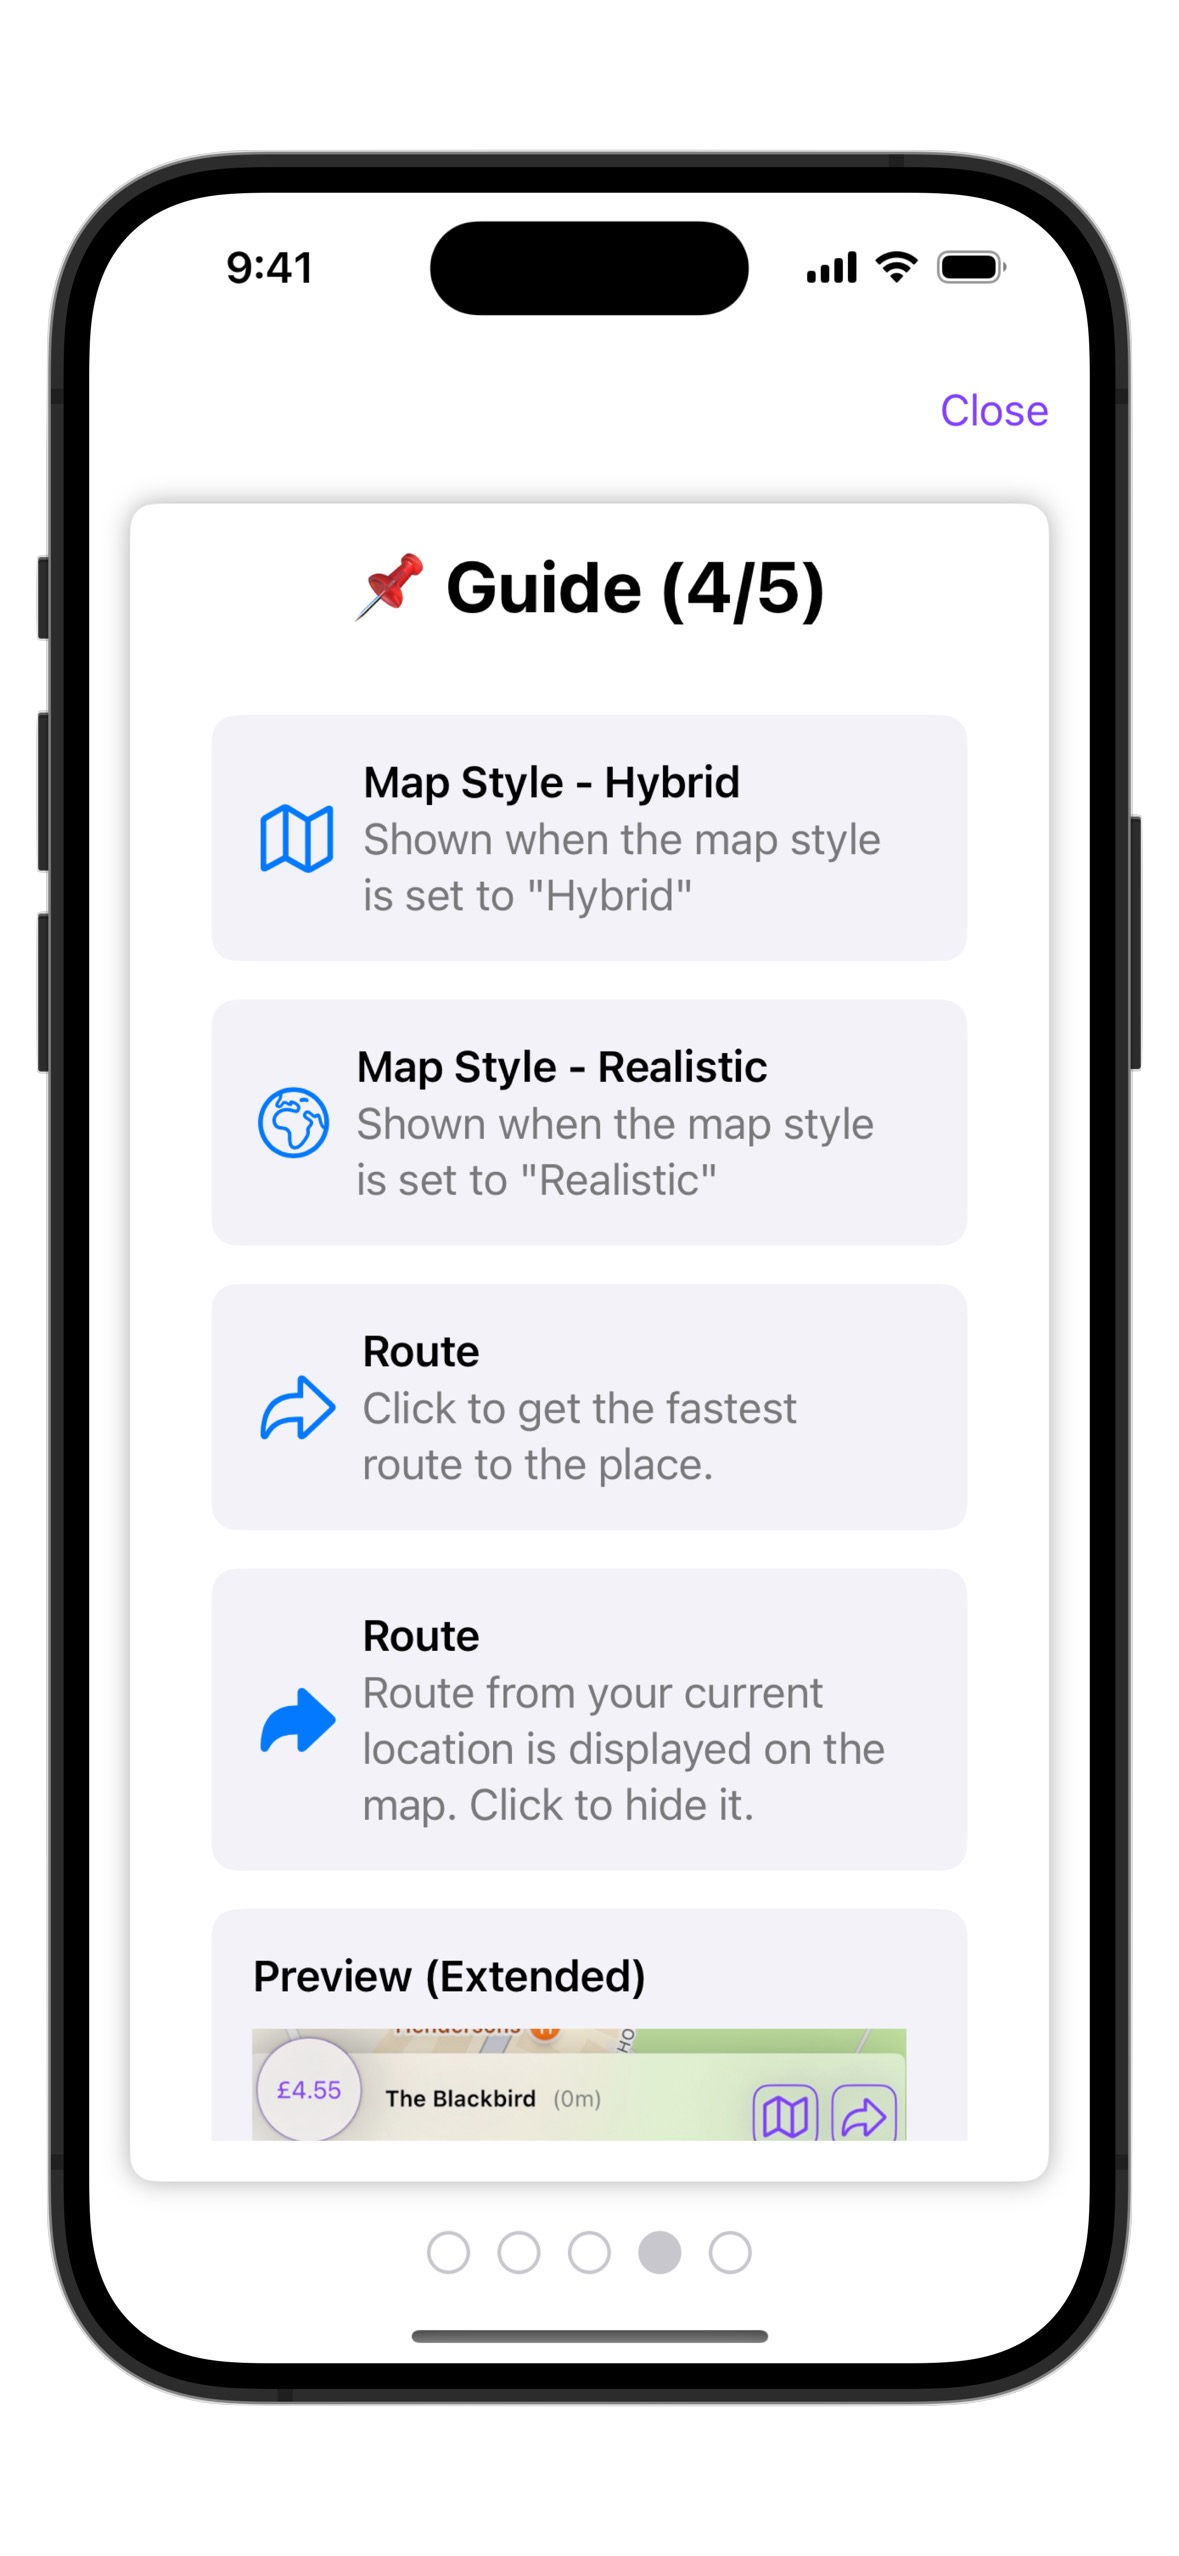 9:41
Close
📌 Guide (4/5)
Map Style - Hybrid
Shown when the map style
is set to "Hybrid"
Map Style - Realistic
Shown when the map style
is set to "Realistic"
Route
Click to get the fastest
route to the place.
Route
Route from your current
location is displayed on the
map. Click to hide it.
Preview (Extended)
Hendersons
HO
£4.55
The Blackbird (0m)